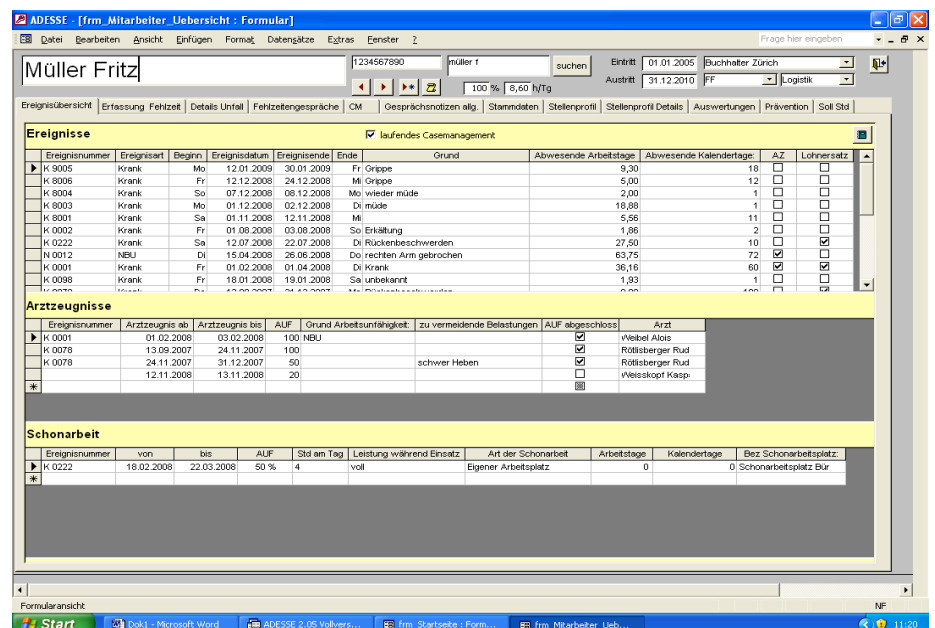 ADESSE - [frm_Mitarbeiter_Uebersicht : Formular]
Datei Bearbeiten Ansicht Einfügen Format Datensätze Extras Fenster ? Frage hier eingeben
Müller Fritz 1234567890 müller f suchen Eintritt 01.01.2005 Buchhalter Zürich
Austritt 31.12.2010 FF Logistik
100 % 8,60 h/Tg
Ereignisübersicht Erfassung Fehlzeit Details Unfall Fehlzeitengespräche CM Gesprächsnotizen allg. Stammdaten Stellenprofil Stellenprofil Details Auswertungen Prävention Soll Std
Ereignisse laufendes Casemanagement
Ereignisnummer Ereignisart Beginn Ereignisdatum Ereignisende Ende Grund Abwesende Arbeitstage Abwesende Kalendertage: AZ Lohnersatz
K 9005 Krank Mo 12.01.2009 30.01.2009 Fr Grippe 9,30 18
K 8006 Krank Fr 12.12.2008 24.12.2008 Mi Grippe 5,00 12
K 8004 Krank So 07.12.2008 08.12.2008 Mo wieder müde 2,00 1
K 8003 Krank Mo 01.12.2008 02.12.2008 Di müde 18,88 1
K 8001 Krank Sa 01.11.2008 12.11.2008 Mi 5,56 11
K 0002 Krank Fr 01.08.2008 03.08.2008 So Erkältung 1,86 2
K 0222 Krank Sa 12.07.2008 22.07.2008 Di Rückenbeschwerden 27,50 10
N 0012 NBU Di 15.04.2008 26.06.2008 Do rechten Arm gebrochen 63,75 72
K 0001 Krank Fr 01.02.2008 01.04.2008 Di Krank 36,16 60
K 0098 Krank Fr 18.01.2008 19.01.2008 Sa unbekannt 1,93 1
Arztzeugnisse
Ereignisnummer Arztzeugnis ab Arztzeugnis bis AUF Grund Arbeitsunfähigkeit: zu vermeidende Belastungen AUF abgeschloss Arzt
K 0001 01.02.2008 03.02.2008 100 NBU Weibel Alois
K 0078 13.09.2007 24.11.2007 100 Rötlisberger Rud
K 0078 24.11.2007 31.12.2007 50 schwer Heben Rötlisberger Rud
12.11.2008 13.11.2008 20 Weisskopf Kasp
Schonarbeit
Ereignisnummer von bis AUF Std am Tag Leistung während Einsatz Art der Schonarbeit Arbeitstage Kalendertage Bez Schonarbeitsplatz:
K 0222 18.02.2008 22.03.2008 50 % 4 voll Eigener Arbeitsplatz 0 0 Schonarbeitsplatz Bür
Formularansicht NF
Start Dok1 - Microsoft Word ADESSE 2.05 Vollvers... frm_Startseite : Form... frm_Mitarbeiter_Ueb... 11:20